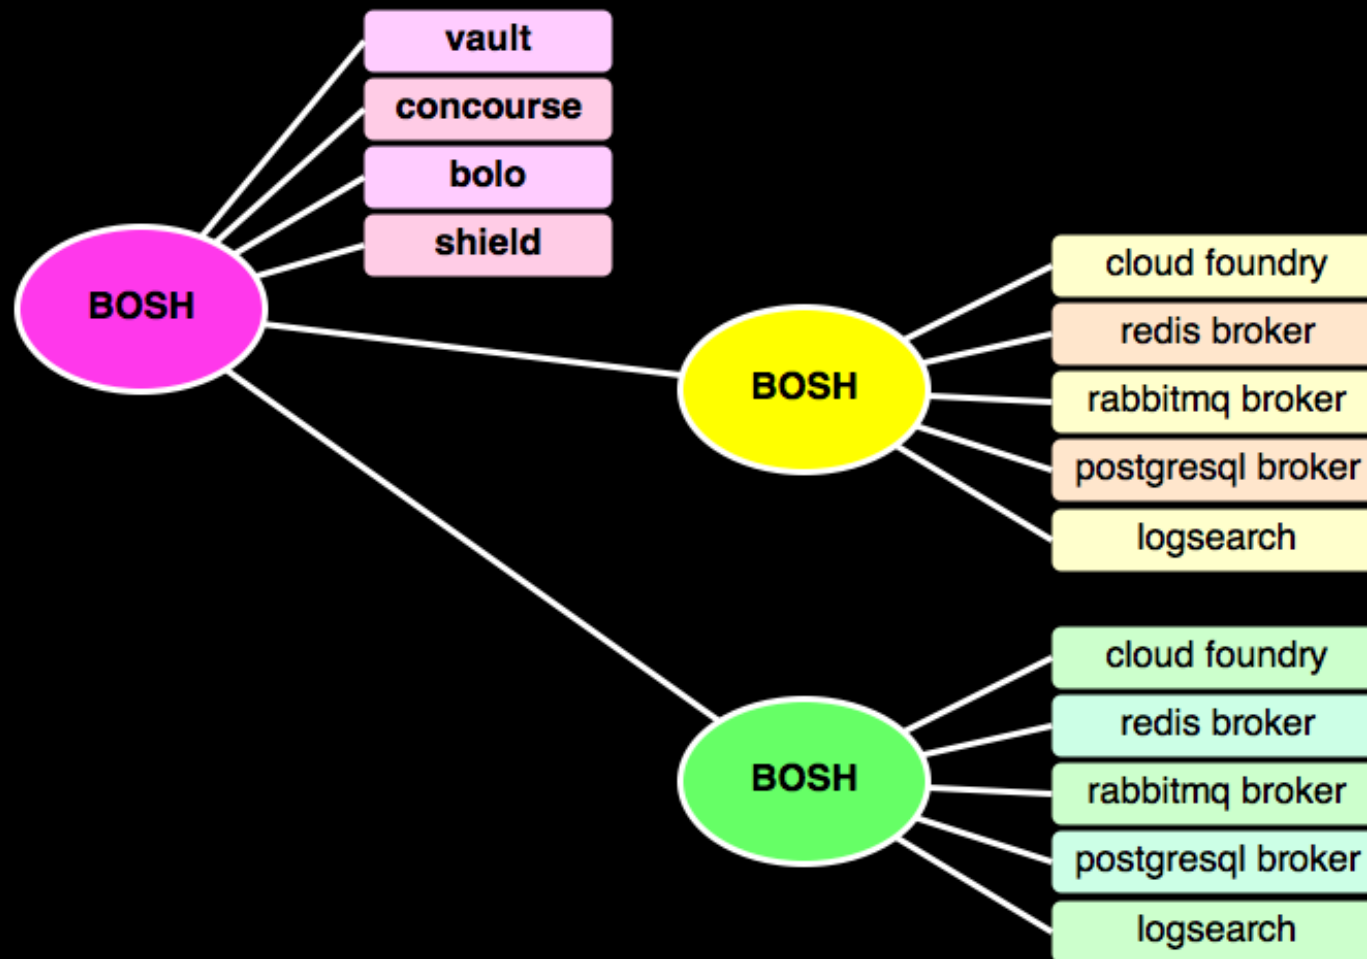 vault
concourse
bolo
shield
BOSH
BOSH
cloud foundry
redis broker
rabbitmq broker
postgresql broker
logsearch
BOSH
cloud foundry
redis broker
rabbitmq broker
postgresql broker
logsearch